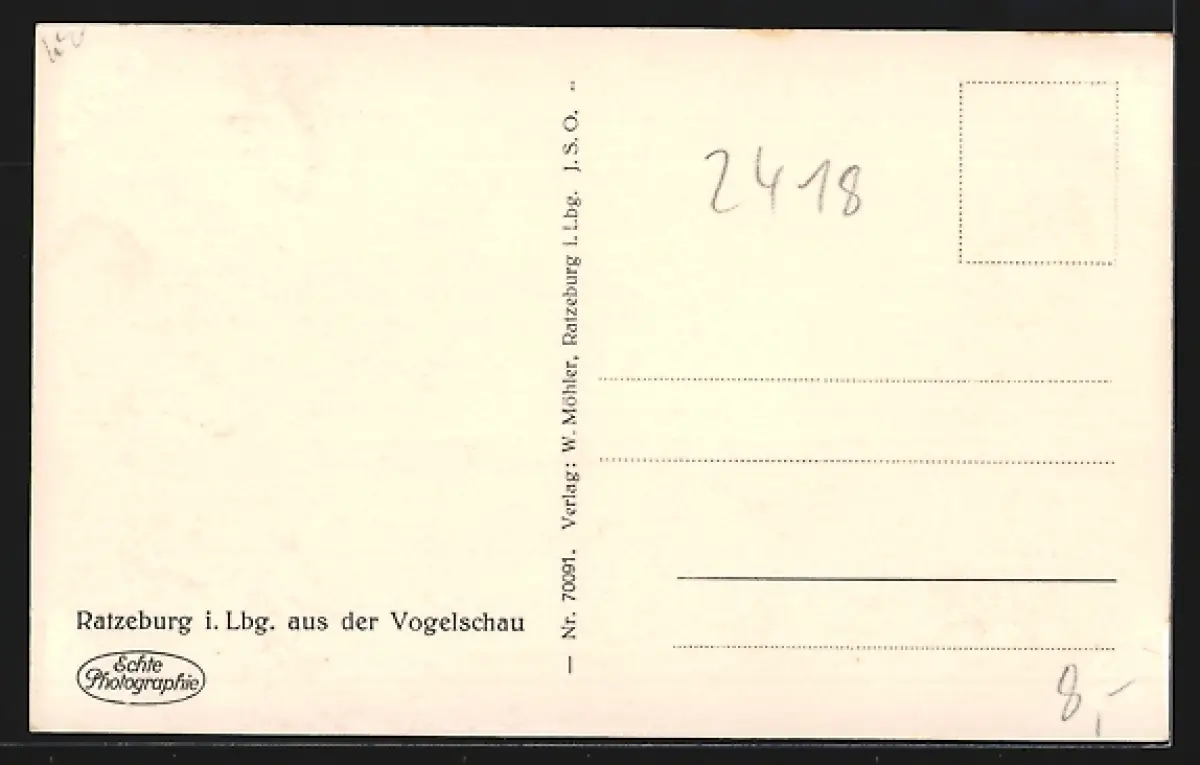 2418
Nr. 70091. Verlag: W. Möhler, Ratzeburg i. Lbg. J. S. O.
Ratzeburg i. Lbg. aus der Vogelschau
Echte
Photographie
8,-